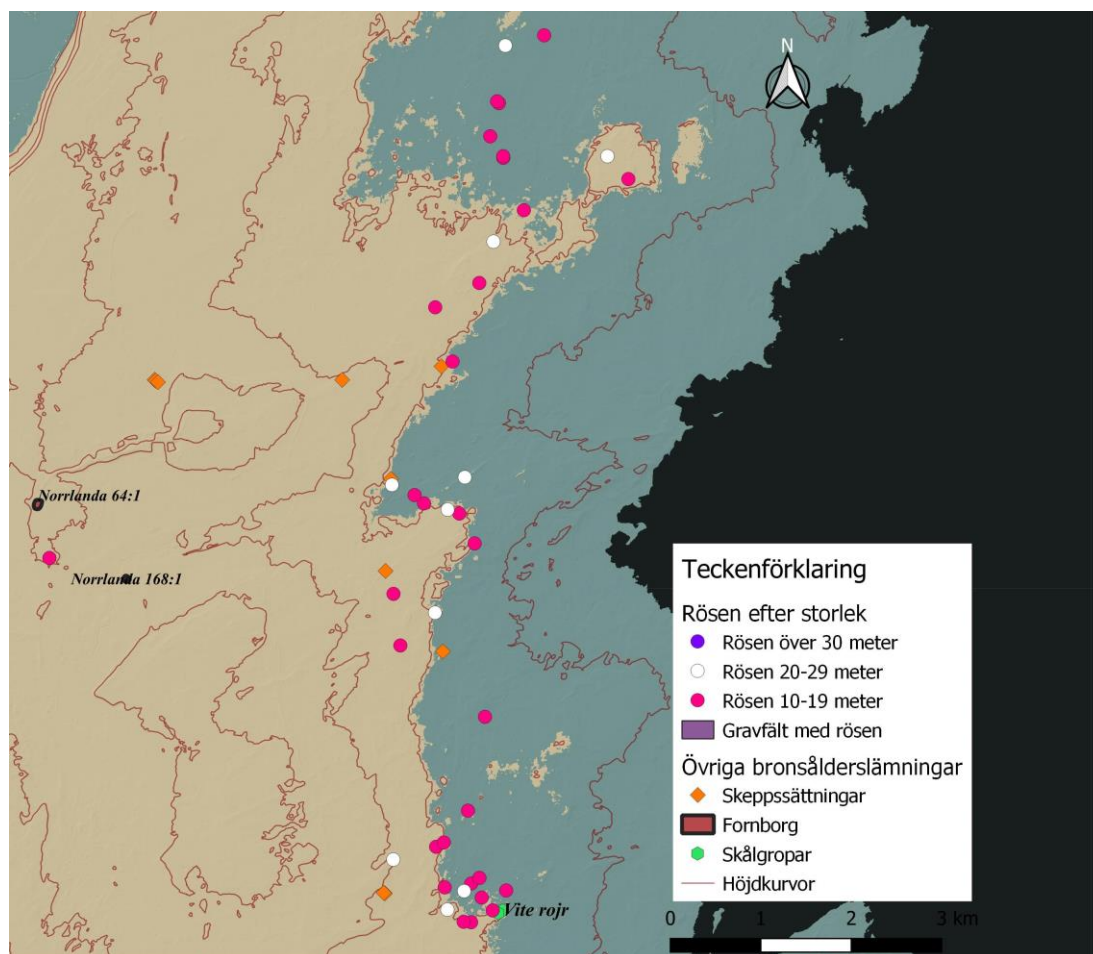 N
Norrlanda 64:1
Norrlanda 168:1
Teckenförklaring
Rösen efter storlek
Rösen över 30 meter
Rösen 20-29 meter
Rösen 10-19 meter
Gravfält med rösen
Övriga bronsålderslämningar
Skeppssättningar
Fornborg
Skålgropar
Höjdkurvor
Vite rojr
0 1 2 3 km